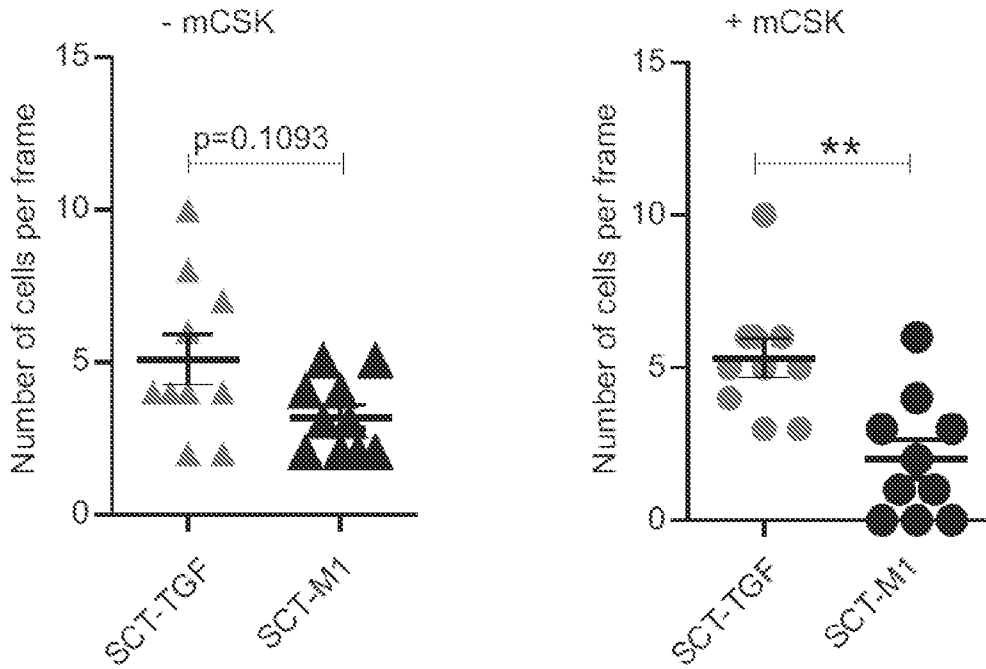 - mCSK
Number of cells per frame
15
10
5
0
p=0.1093
SCT-TGF
SCT-M1
+ mCSK
Number of cells per frame
15
10
5
0
**
SCT-TGF
SCT-M1